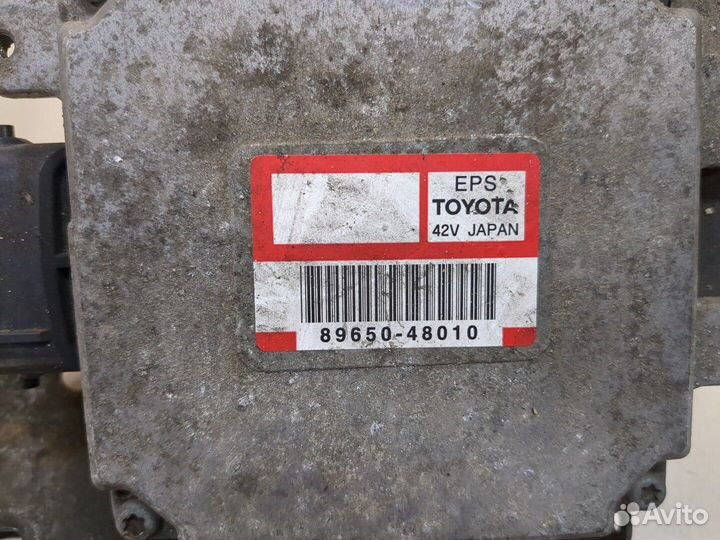 EPS
TOYOTA
42V JAPAN
89650-48010
Avito